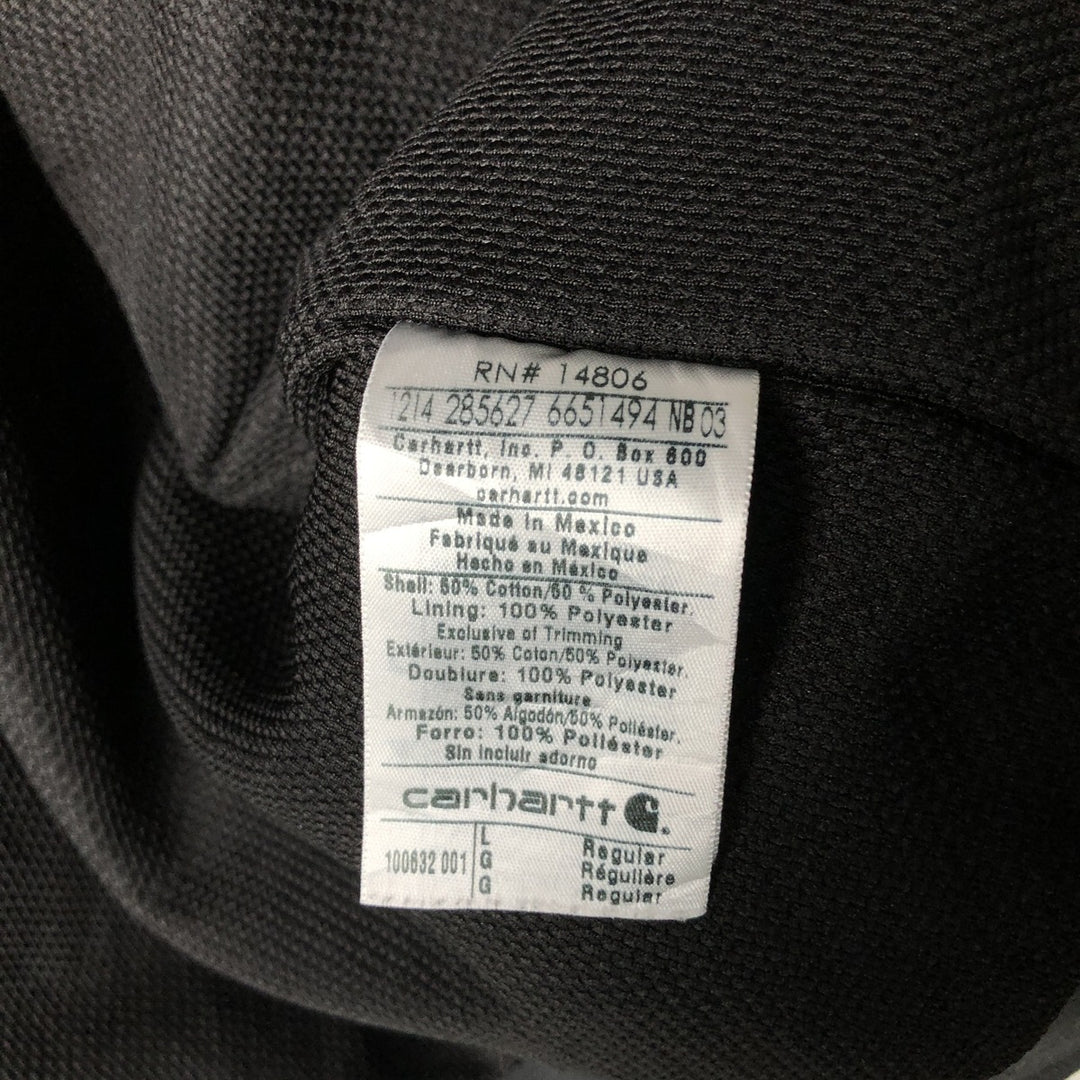 RN# 14806
1214 285627 6651494 NB 03
Carhartt, Inc. P. O. Box 600
Dearborn, MI 48121 USA
carhartt.com
Made in Mexico
Fabriqué au Mexique
Hecho en México
Shell: 50% Cotton/50 % Polyester.
Lining: 100% Polyester
Exclusive of Trimming
Extérieur: 50% Coton/50% Polyester.
Doublure: 100% Polyester
Sans garniture
Armazón: 50% Algodón/50% Poliéster.
Forro: 100% Poliéster
Sin incluir adorno
carhartt
L Regular
100632 001 G Régulière
G Regular